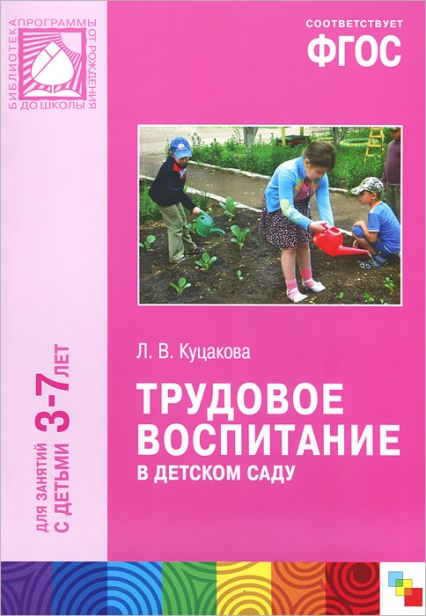 БИБЛИОТЕКА
ПРОГРАММЫ
ОТ РОЖДЕНИЯ
ДО ШКОЛЫ
СООТВЕТСТВУЕТ
ФГОС
Л. В. Куцакова
ТРУДОВОЕ
ВОСПИТАНИЕ
В ДЕТСКОМ САДУ
ДЛЯ ЗАНЯТИЙ
С ДЕТЬМИ 3-7 ЛЕТ